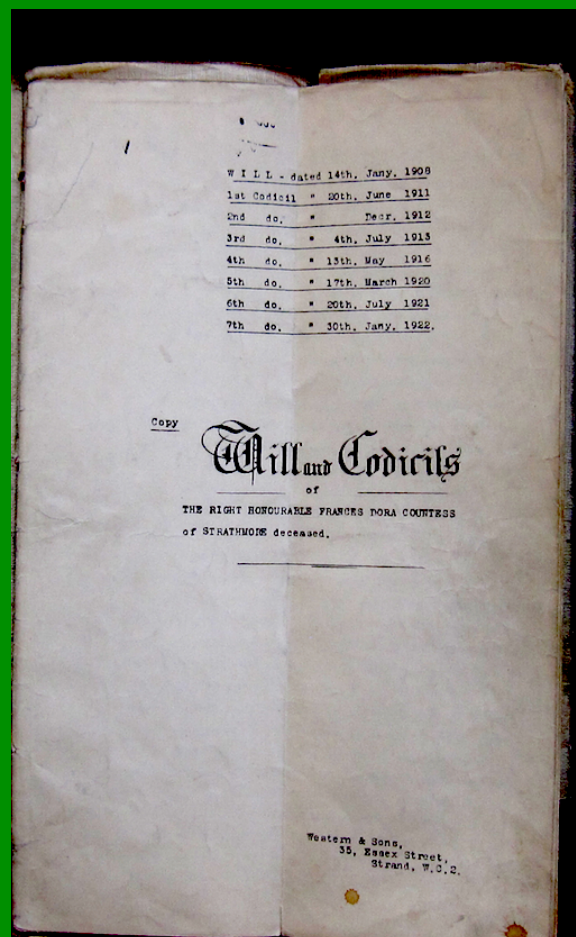 W I L L - dated 14th. Jany. 1908
1st Codicil " 20th. June 1911
2nd do. " Decr. 1912
3rd do. " 4th. July 1913
4th do. " 13th. May 1916
5th do. " 17th. March 1920
6th do. " 20th. July 1921
7th do. " 30th. Jany. 1922.
Copy
Will and Codicils
of
THE RIGHT HONOURABLE FRANCES DORA COUNTESS
of STRATHMORE deceased.
Western & Sons,
35, Essex Street,
Strand, W.C.2.